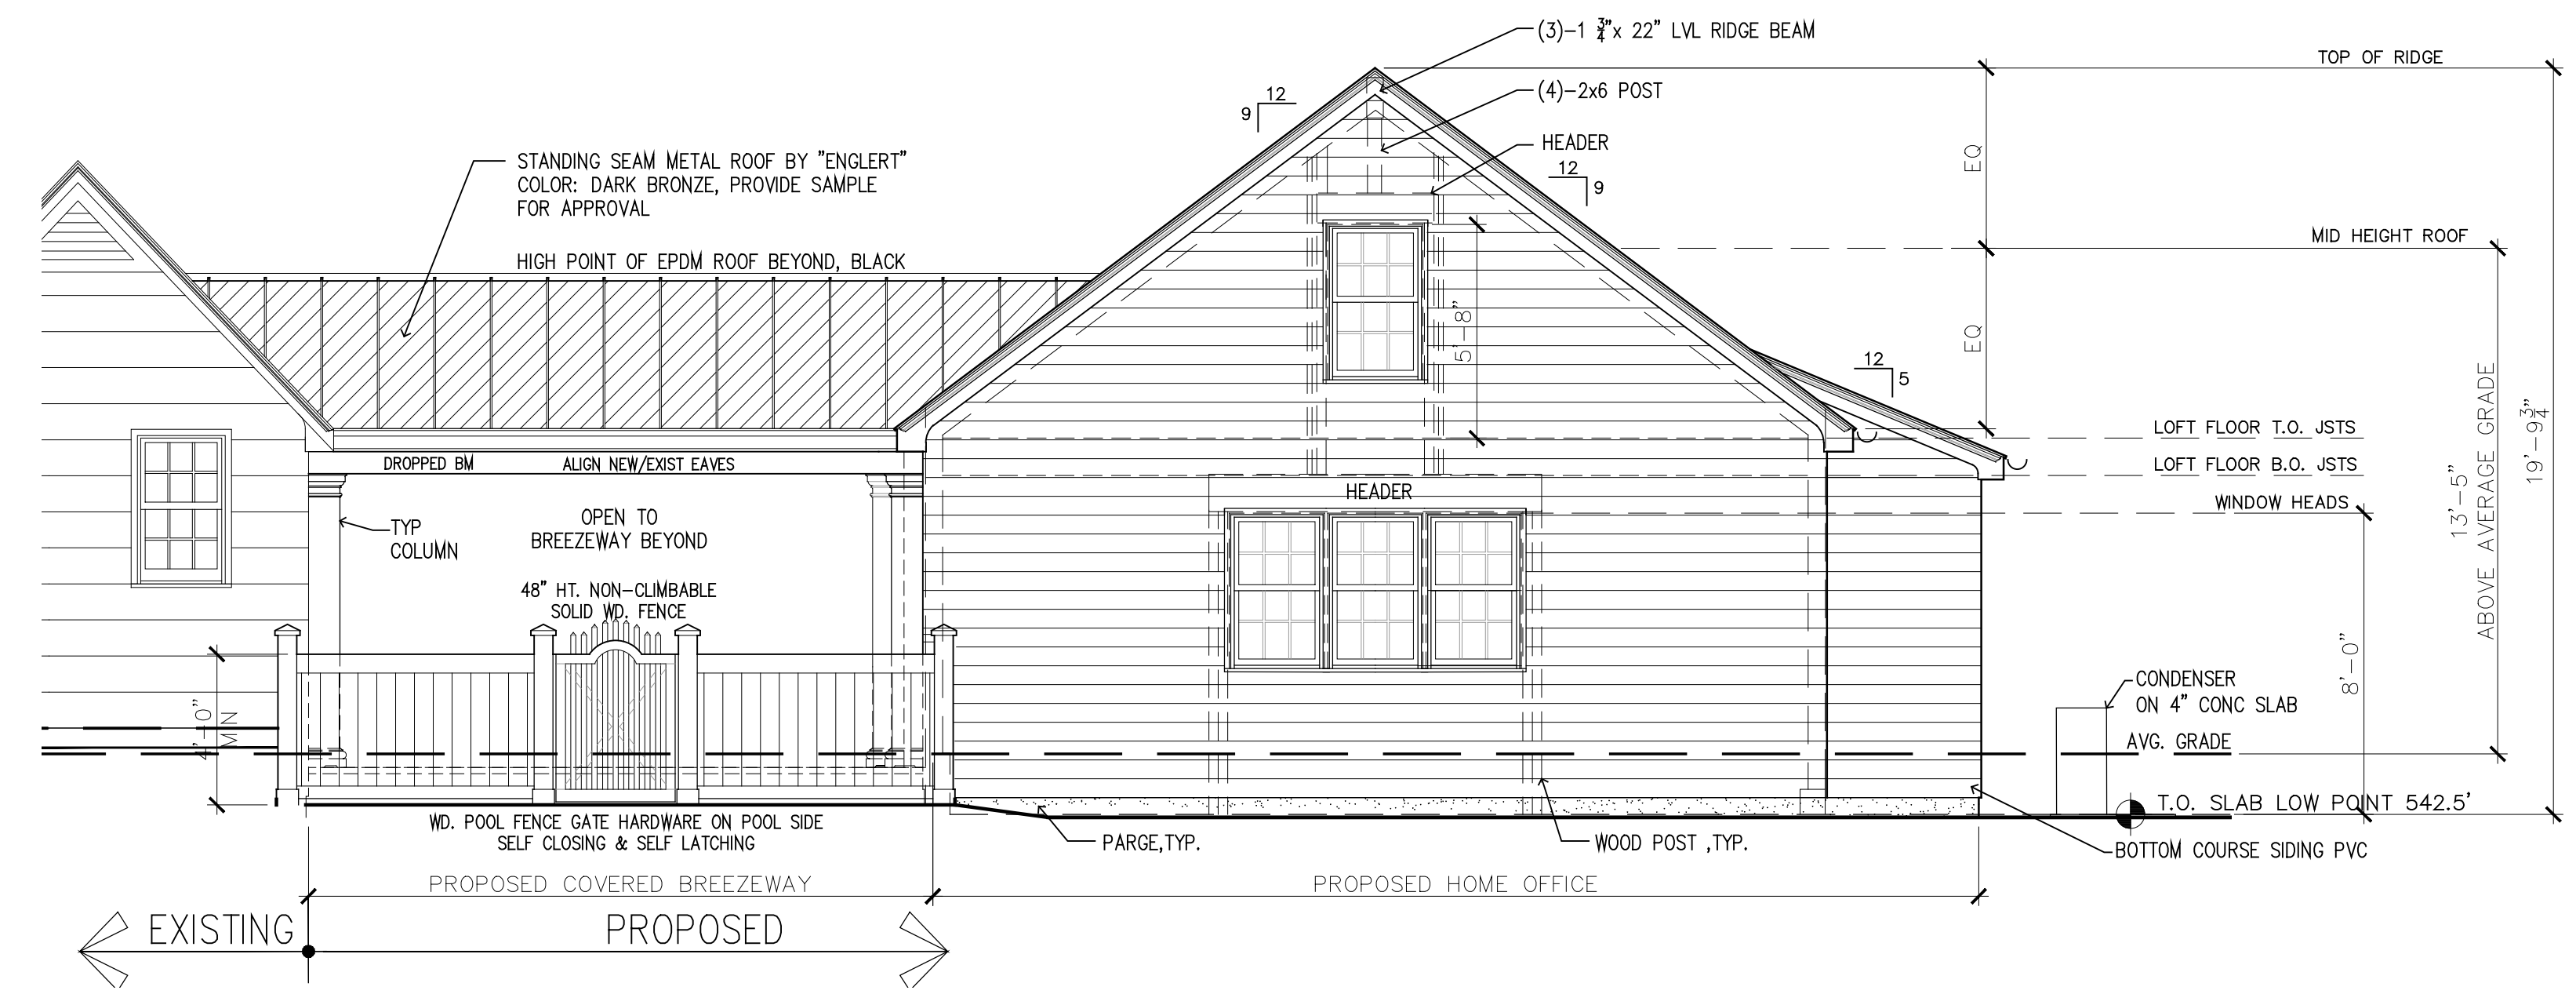 (3)-1 3/4"x 22" LVL RIDGE BEAM
TOP OF RIDGE
(4)-2x6 POST
12
9
HEADER
12
9
EQ
STANDING SEAM METAL ROOF BY "ENGLERT"
COLOR: DARK BRONZE, PROVIDE SAMPLE
FOR APPROVAL
MID HEIGHT ROOF
HIGH POINT OF EPDM ROOF BEYOND, BLACK
5'-8"
EQ
12
5
13'-5"
ABOVE AVERAGE GRADE
19'-9 3/4"
LOFT FLOOR T.O. JSTS
DROPPED BM
ALIGN NEW/EXIST EAVES
LOFT FLOOR B.O. JSTS
HEADER
WINDOW HEADS
OPEN TO
BREEZEWAY BEYOND
TYP
COLUMN
48" HT. NON-CLIMBABLE
SOLID WD. FENCE
8'-0"
CONDENSER
ON 4" CONC SLAB
4'-0"
MIN
AVG. GRADE
T.O. SLAB LOW POINT 542.5'
WD. POOL FENCE GATE HARDWARE ON POOL SIDE
SELF CLOSING & SELF LATCHING
PARGE,TYP.
WOOD POST ,TYP.
BOTTOM COURSE SIDING PVC
PROPOSED COVERED BREEZEWAY
PROPOSED HOME OFFICE
EXISTING
PROPOSED